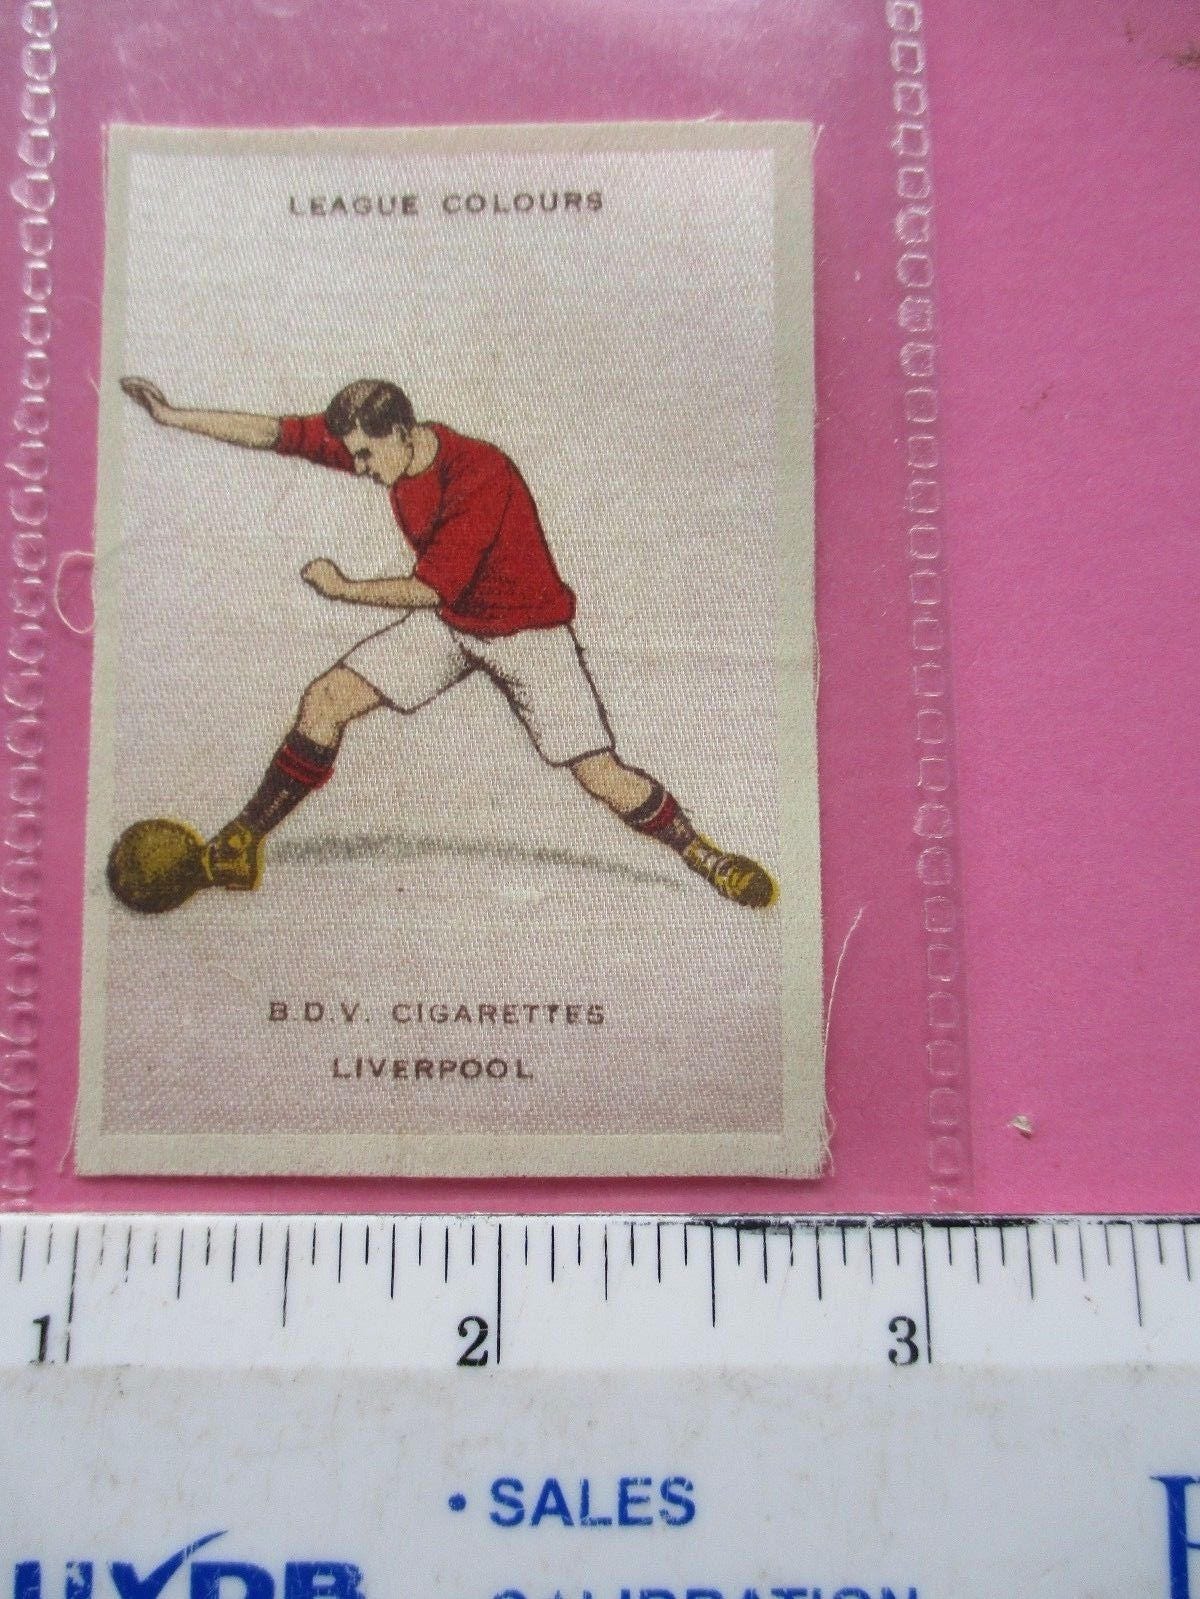 LEAGUE COLOURS
B.D.V. CIGARETTES
LIVERPOOL
1 2 3
• SALES